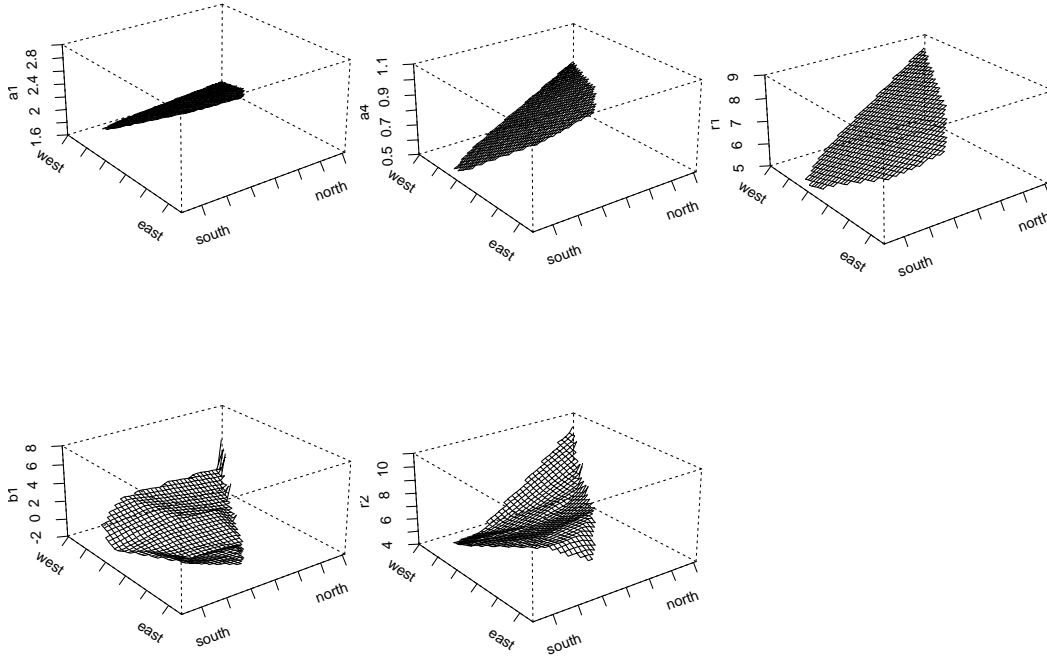 a1
1.6 2 2.4 2.8
west
east
south
north
a4
0.5 0.7 0.9 1.1
west
east
south
north
r1
5 6 7 8 9
west
east
south
north
b1
-2 0 2 4 6 8
west
east
south
north
r2
4 6 8 10
west
east
south
north